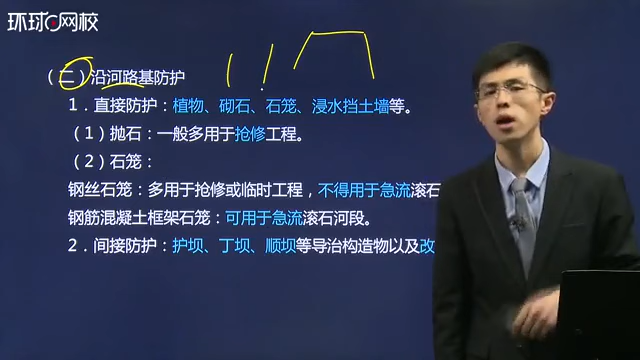 环球网校
（二）沿河路基防护
1．直接防护：植物、砌石、石笼、浸水挡土墙等。
（1）抛石：一般多用于抢修工程。
（2）石笼：
钢丝石笼：多用于抢修或临时工程，不得用于急流滚石
钢筋混凝土框架石笼：可用于急流滚石河段。
2．间接防护：护坝、丁坝、顺坝等导治构造物以及改